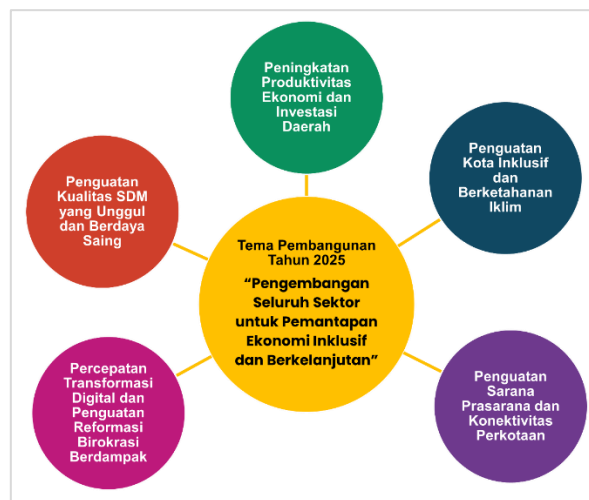 Peningkatan
Produktivitas
Ekonomi dan
Investasi
Daerah
Penguatan
Kota Inklusif
dan
Berketahanan
Iklim
Penguatan
Kualitas SDM
yang Unggul
dan Berdaya
Saing
Tema Pembangunan
Tahun 2025
“Pengembangan
Seluruh Sektor
untuk Pemantapan
Ekonomi Inklusif
dan Berkelanjutan”
Percepatan
Transformasi
Digital dan
Penguatan
Reformasi
Birokrasi
Berdampak
Penguatan
Sarana
Prasarana dan
Konektivitas
Perkotaan